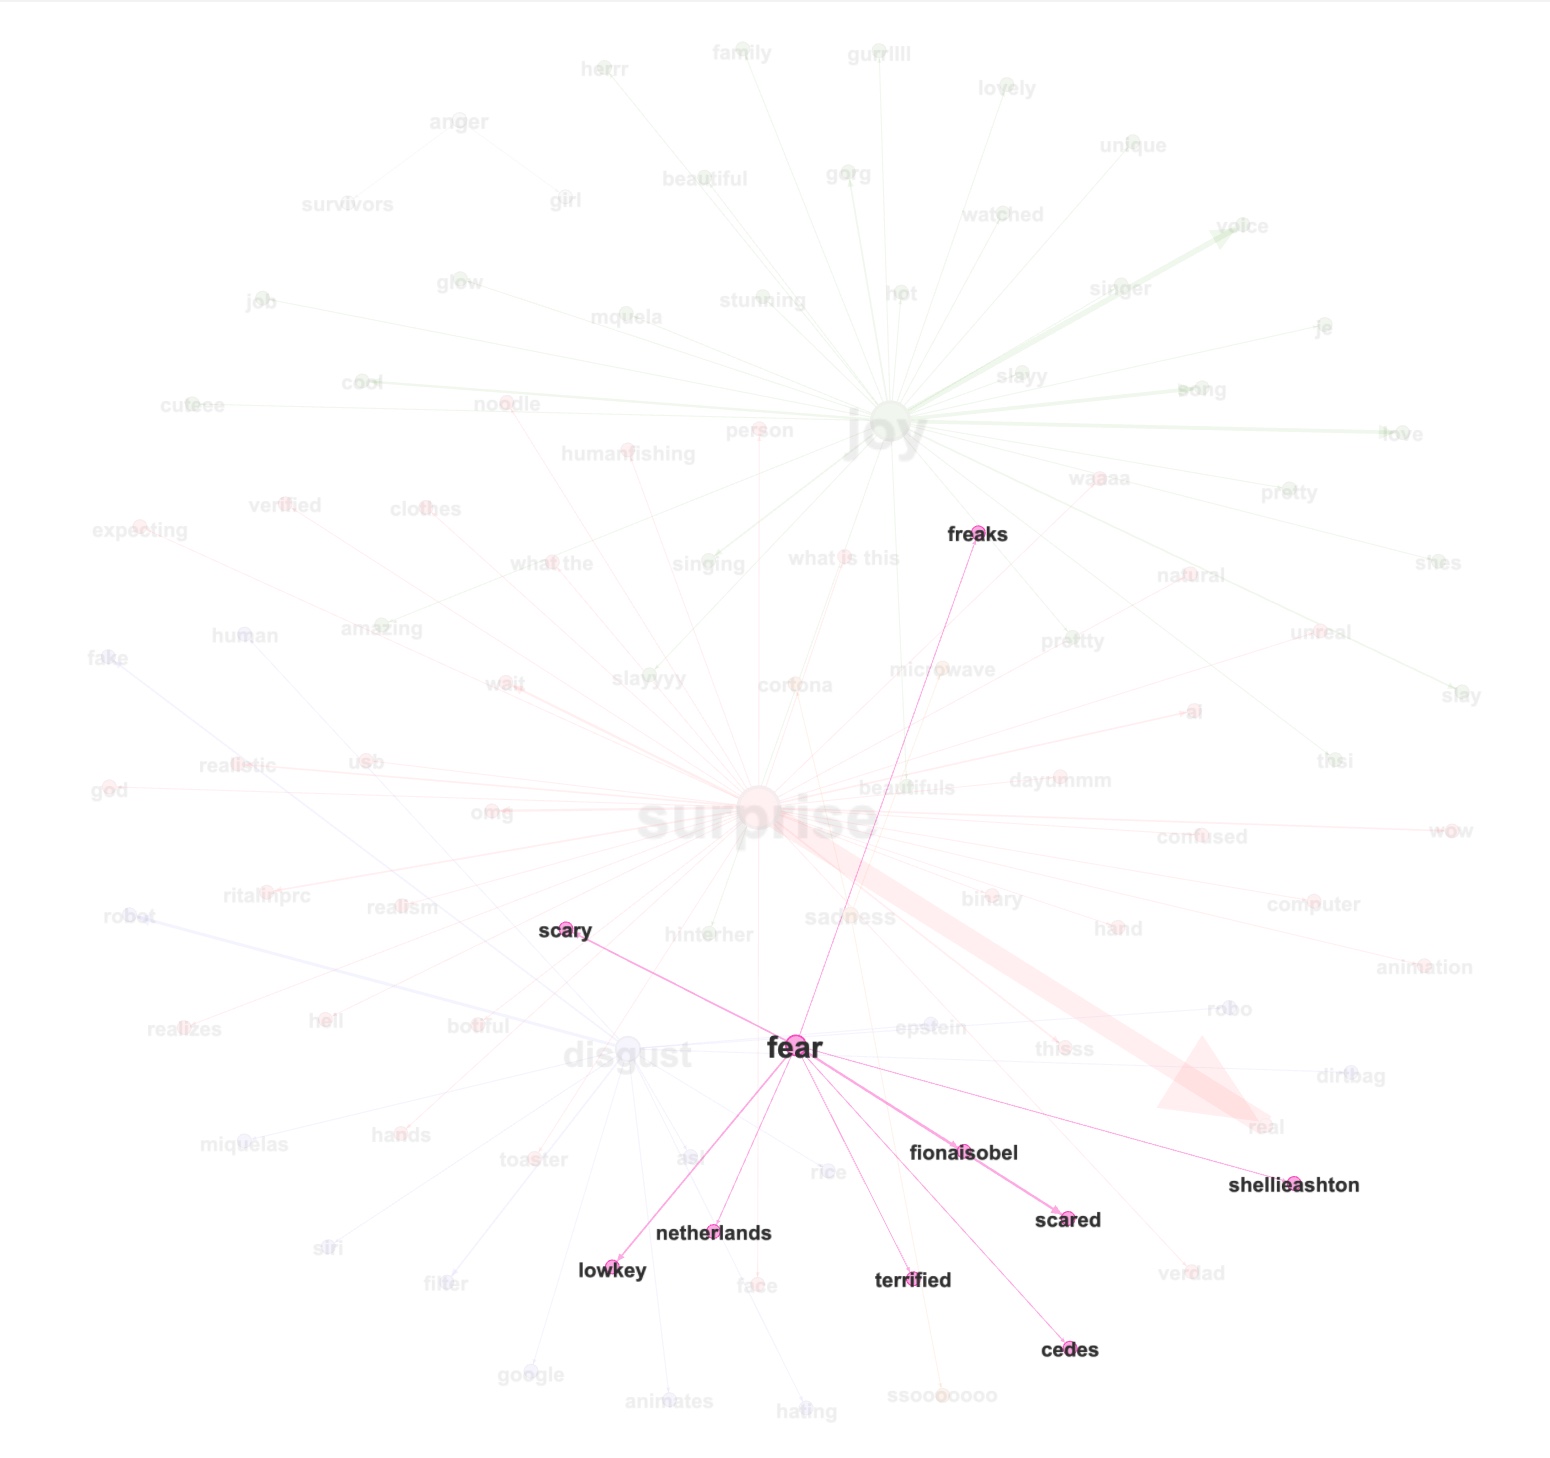 family
gurrllll
herrr
lovely
anger
unique
beautiful
gorg
survivors
girl
watched
voice
glow
singer
job
stunning
hot
mquela
je
cool
slayy
song
cuteee
noodle
person
joy
love
humanfishing
waaaa
pretty
verified
clothes
expecting
freaks
what the
singing
what is this
shes
natural
human
amazing
unreal
prettty
fake
wait
slayyyy
cortona
microwave
slay
ai
realistic
usb
thsi
god
beautifuls
dayummm
omg
surprise
confused
wow
ritalinprc
realism
binary
computer
robot
scary
hinterher
sadness
hand
animation
realizes
hell
botiful
epstein
robo
disgust
fear
thisss
dirtbag
miquelas
hands
real
toaster
asf
rice
fionaisobel
shellieashton
siri
netherlands
scared
filter
lowkey
face
terrified
verdad
cedes
google
animates
hatmg
ssooooooo